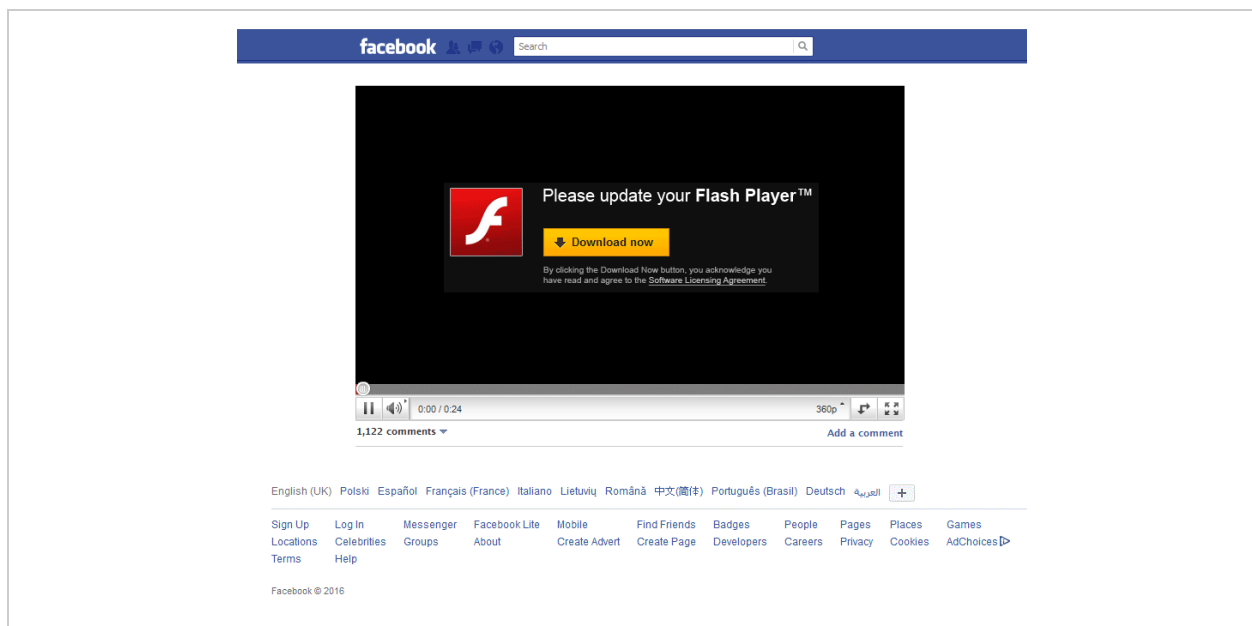 facebook Search
Please update your Flash Player™
Download now
By clicking the Download Now button, you acknowledge you
have read and agree to the Software Licensing Agreement.
0:00 / 0:24 360p
1,122 comments Add a comment
English (UK) Polski Español Français (France) Italiano Lietuvių Română 中文(简体) Português (Brasil) Deutsch العربية +
Sign Up Log In Messenger Facebook Lite Mobile Find Friends Badges People Pages Places Games
Locations Celebrities Groups About Create Advert Create Page Developers Careers Privacy Cookies AdChoices
Terms Help
Facebook © 2016